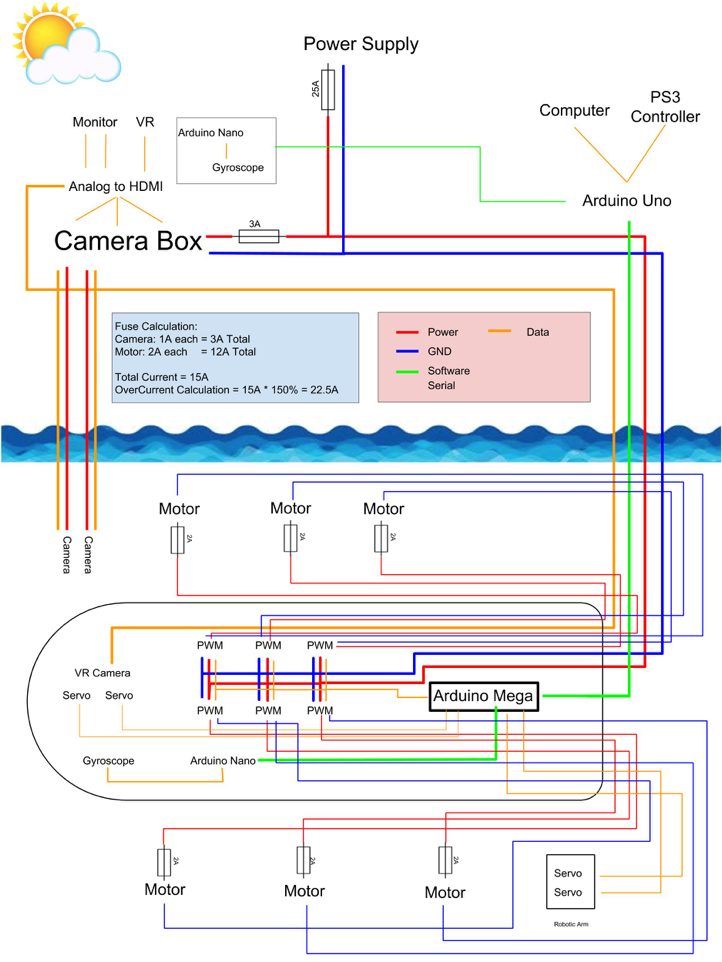 Power Supply
25A
Computer
PS3
Controller
Monitor
VR
Arduino Nano
Gyroscope
Analog to HDMI
Arduino Uno
3A
Camera Box
Fuse Calculation:
Camera: 1A each = 3A Total
Motor: 2A each = 12A Total
Total Current = 15A
OverCurrent Calculation = 15A * 150% = 22.5A
Power
Data
GND
Software
Serial
Motor
Motor
Motor
2A
2A
2A
Camera
Camera
PWM
PWM
PWM
VR Camera
Servo
Servo
Arduino Mega
PWM
PWM
PWM
Gyroscope
Arduino Nano
2A
2A
2A
Motor
Motor
Motor
Servo
Servo
Robotic Arm